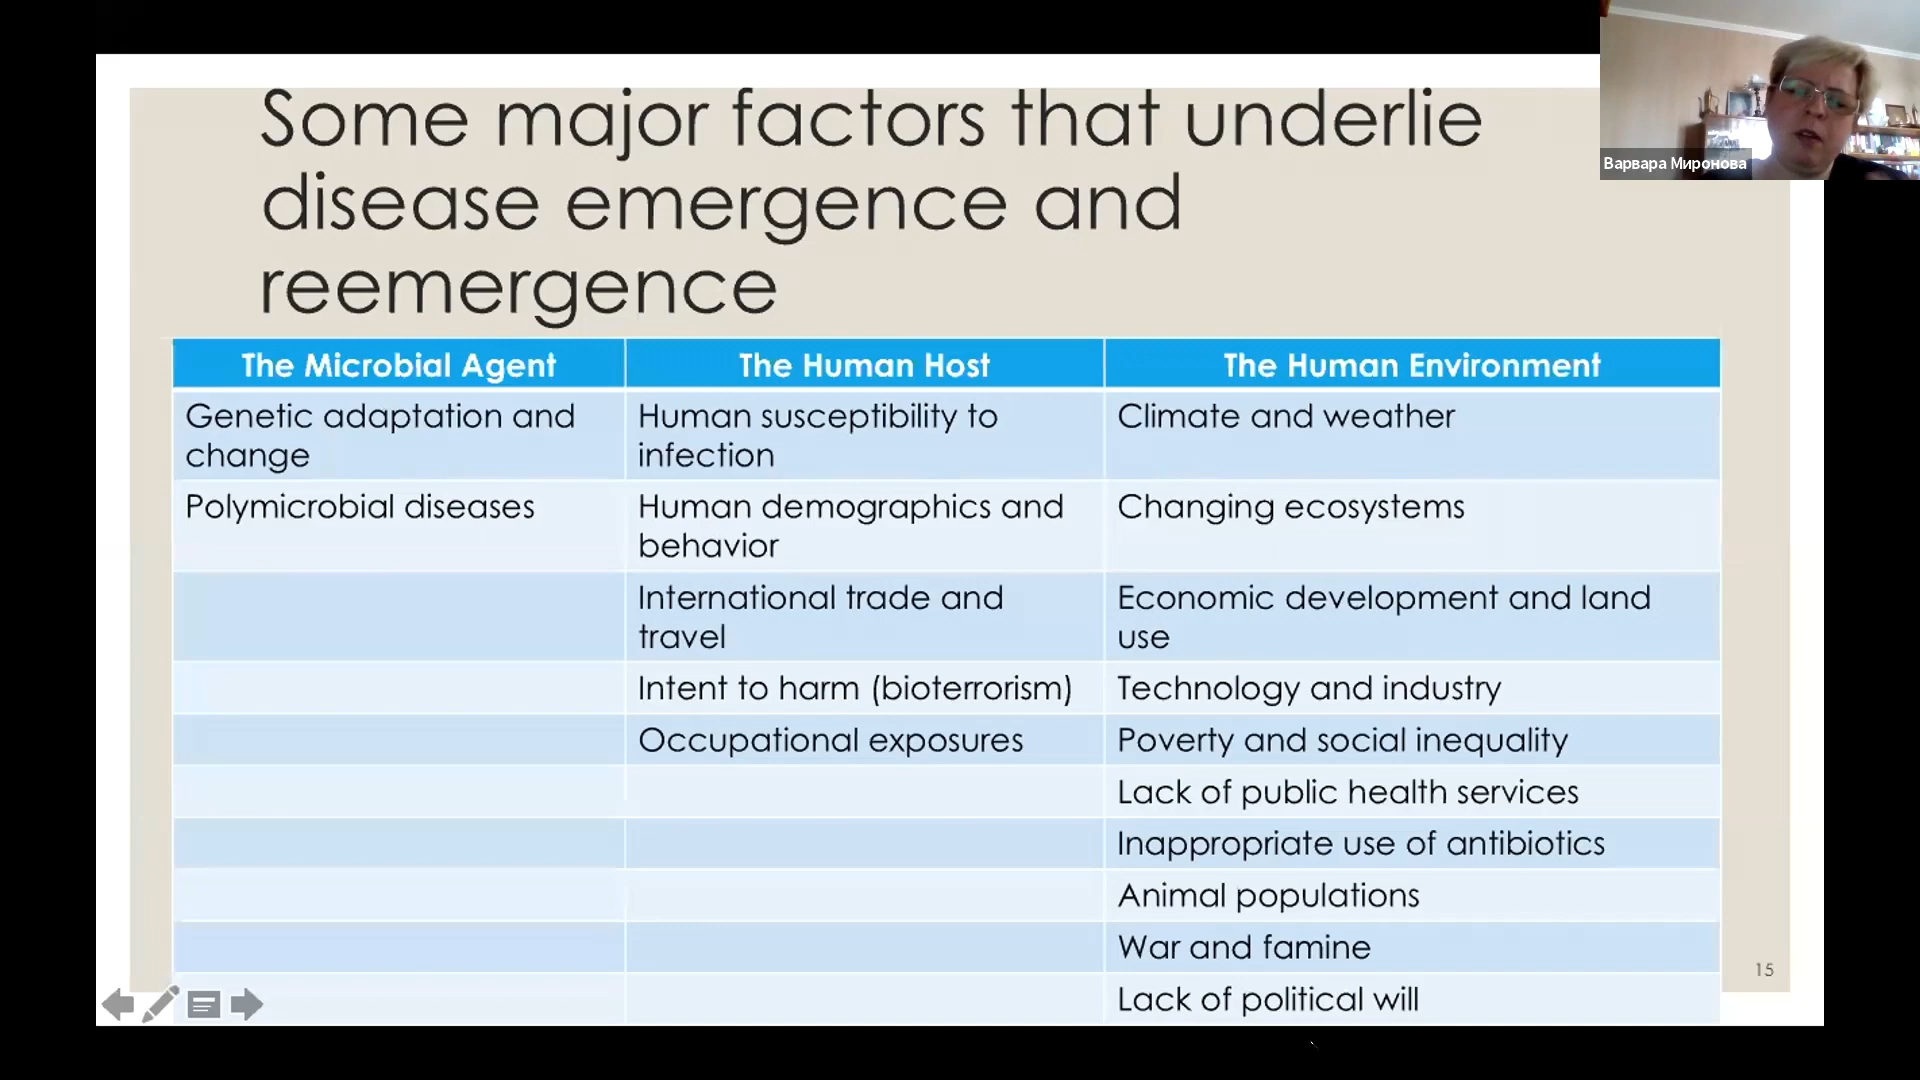 Some major factors that underlie
disease emergence and
reemergence
Варвара Миронова
The Microbial Agent
The Human Host
The Human Environment
Genetic adaptation and
change
Human susceptibility to
infection
Climate and weather
Polymicrobial diseases
Human demographics and
behavior
Changing ecosystems
International trade and
travel
Economic development and land
use
Intent to harm (bioterrorism)
Technology and industry
Occupational exposures
Poverty and social inequality
Lack of public health services
Inappropriate use of antibiotics
Animal populations
War and famine
Lack of political will
15